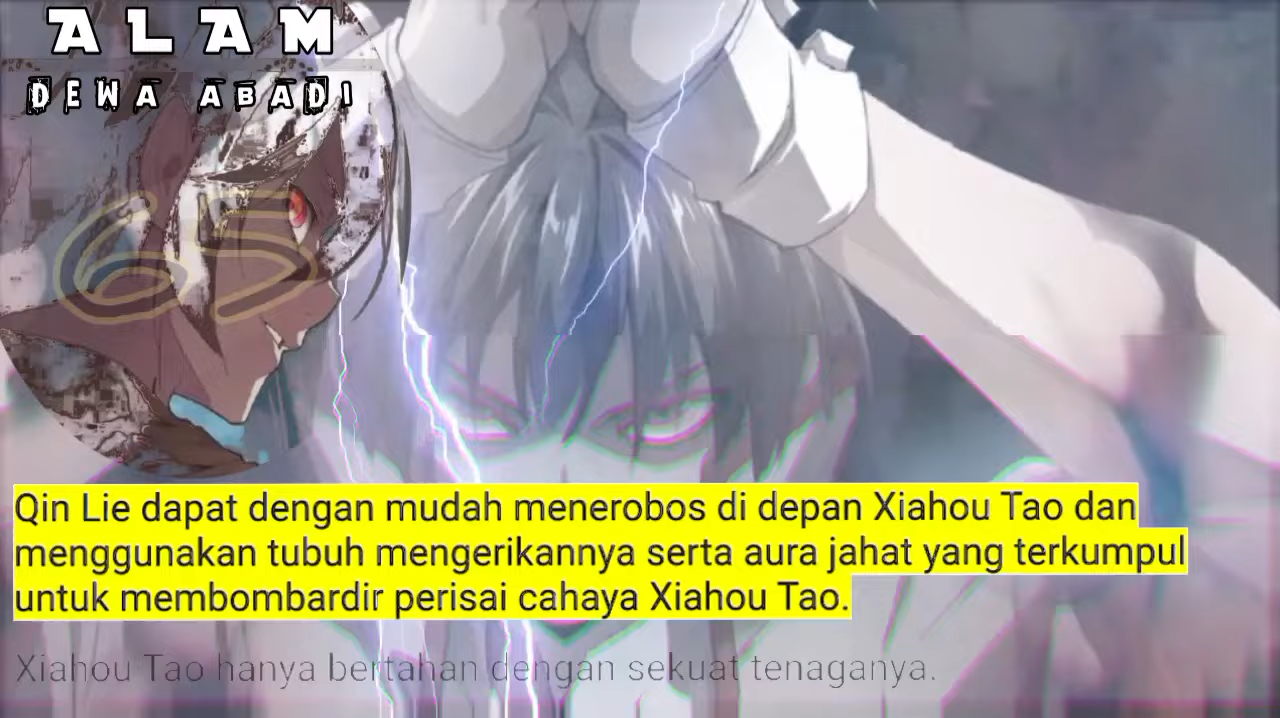 ALAM
DEWA ABADI
65
Qin Lie dapat dengan mudah menerobos di depan Xiahou Tao dan
menggunakan tubuh mengerikannya serta aura jahat yang terkumpul
untuk membombardir perisai cahaya Xiahou Tao.
Xiahou Tao hanya bertahan dengan sekuat tenaganya.